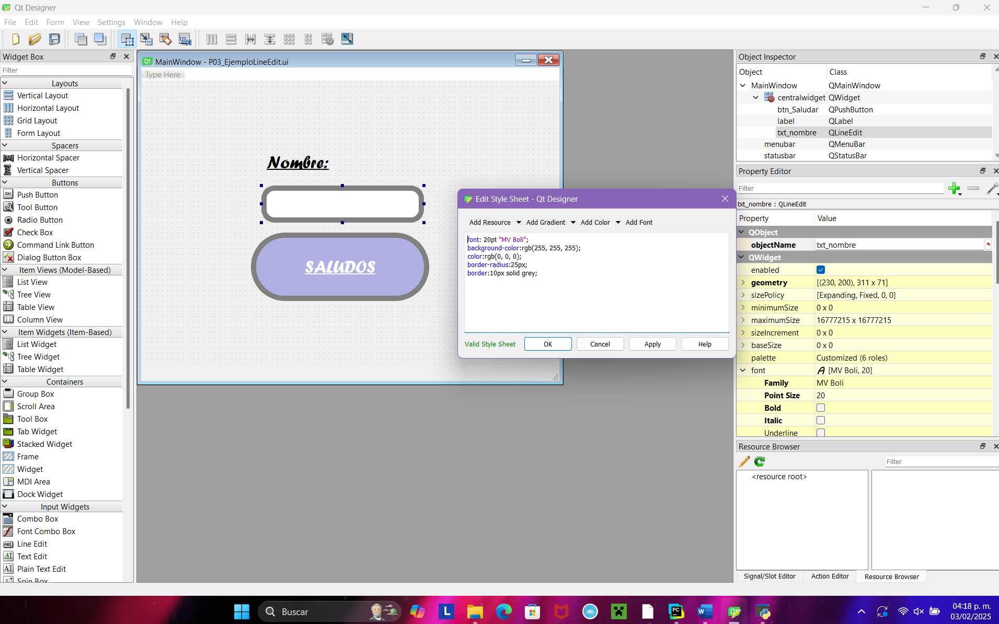 Qt Designer
File Edit Form View Settings Window Help
Widget Box
Filter
Layouts
Vertical Layout
Horizontal Layout
Grid Layout
Form Layout
Spacers
Horizontal Spacer
Vertical Spacer
Buttons
OK Push Button
Tool Button
Radio Button
Check Box
Command Link Button
Dialog Button Box
Item Views (Model-Based)
List View
Tree View
Table View
Column View
Item Widgets (Item-Based)
List Widget
Tree Widget
Table Widget
Containers
Group Box
Scroll Area
Tool Box
Tab Widget
Stacked Widget
Frame
Widget
MDI Area
Dock Widget
Input Widgets
Combo Box
Font Combo Box
Line Edit
Text Edit
Plain Text Edit
Spin Box
MainWindow - P03_EjemploLineEdit.ui
Type Here
Nombre:
SALUDOS
Edit Style Sheet - Qt Designer
Add Resource Add Gradient Add Color Add Font
font: 20pt "MV Boli";
background-color:rgb(255, 255, 255);
color:rgb(0, 0, 0);
border-radius:25px;
border:10px solid grey;
Valid Style Sheet OK Cancel Apply Help
Object Inspector
Object Class
MainWindow QMainWindow
centralwidget QWidget
btn_Saludar QPushButton
label QLabel
txt_nombre QLineEdit
menubar QMenuBar
statusbar QStatusBar
Property Editor
Filter
txt_nombre : QLineEdit
Property Value
QObject
objectName txt_nombre
QWidget
enabled
geometry [(230, 200), 311 x 71]
sizePolicy [Expanding, Fixed, 0, 0]
minimumSize 0 x 0
maximumSize 16777215 x 16777215
sizeIncrement 0 x 0
baseSize 0 x 0
palette Customized (6 roles)
font A [MV Boli, 20]
Family MV Boli
Point Size 20
Bold
Italic
Underline
Resource Browser
Filter
<resource root>
Signal/Slot Editor Action Editor Resource Browser
Buscar
04:18 p. m.
03/02/2025